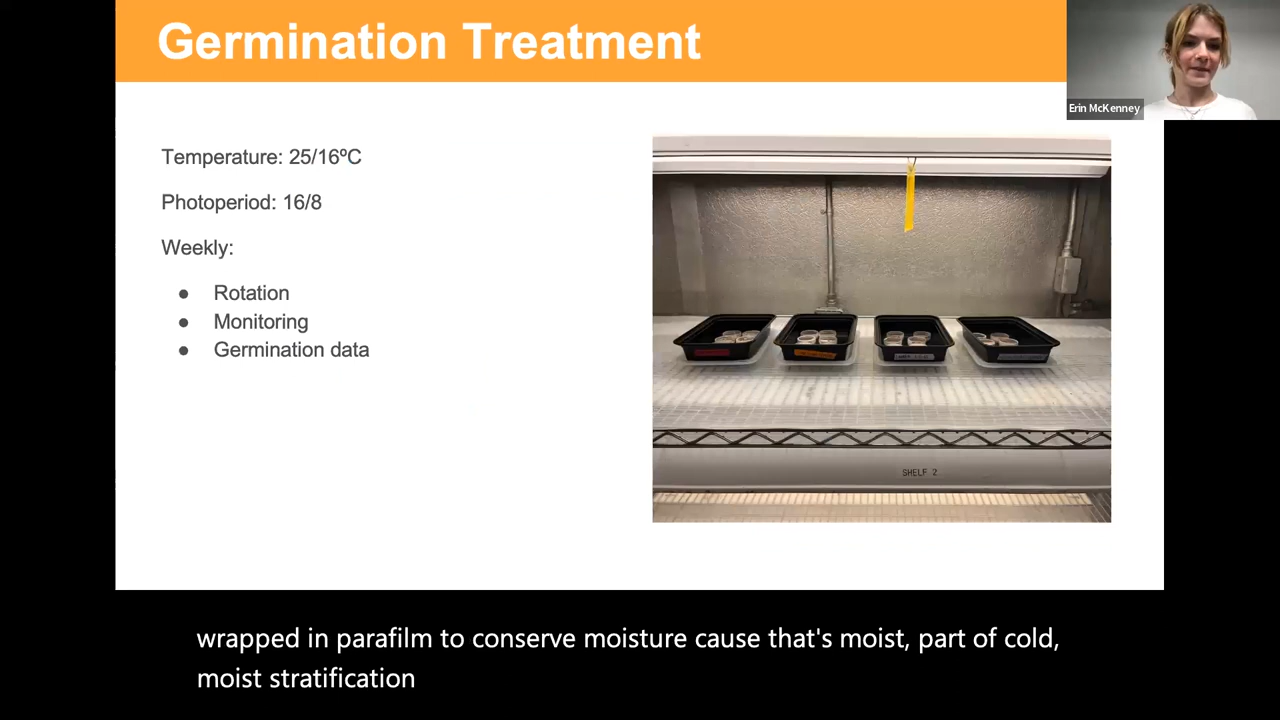 Germination Treatment
Erin McKenney
Temperature: 25/16ºC
Photoperiod: 16/8
Weekly:
● Rotation
● Monitoring
● Germination data
SHELF 2
wrapped in parafilm to conserve moisture cause that's moist, part of cold,
moist stratification